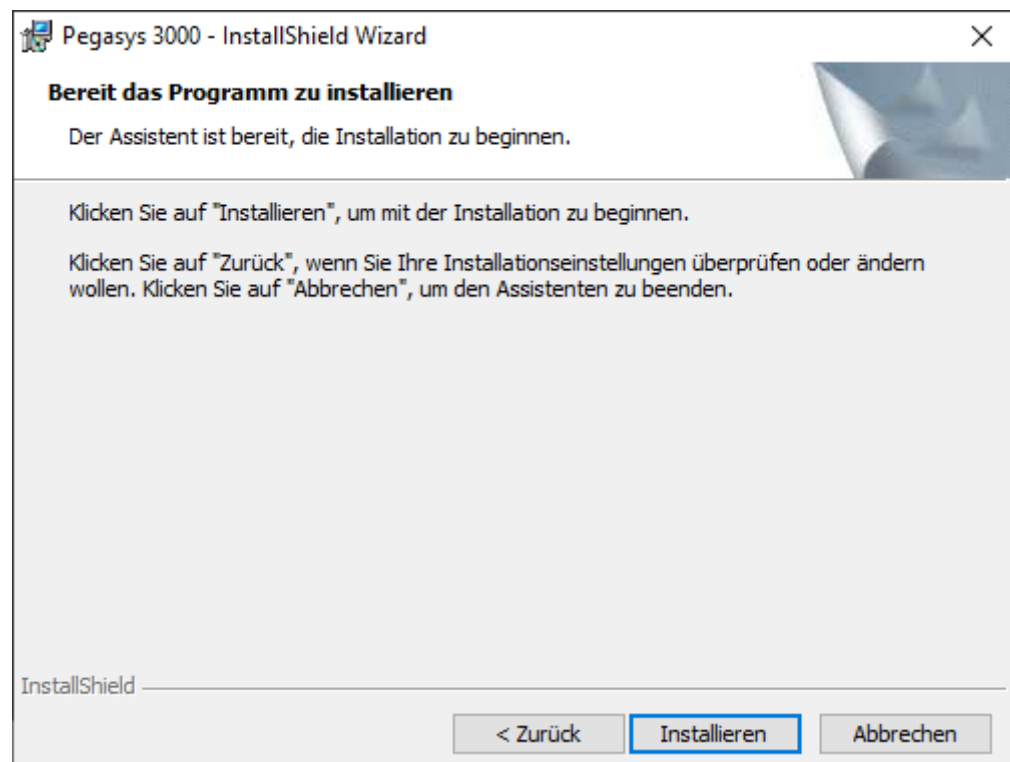 Pegasys 3000 - InstallShield Wizard
Bereit das Programm zu installieren
Der Assistent ist bereit, die Installation zu beginnen.
Klicken Sie auf "Installieren", um mit der Installation zu beginnen.
Klicken Sie auf "Zurück", wenn Sie Ihre Installationseinstellungen überprüfen oder ändern
wollen. Klicken Sie auf "Abbrechen", um den Assistenten zu beenden.
InstallShield
< Zurück
Installieren
Abbrechen